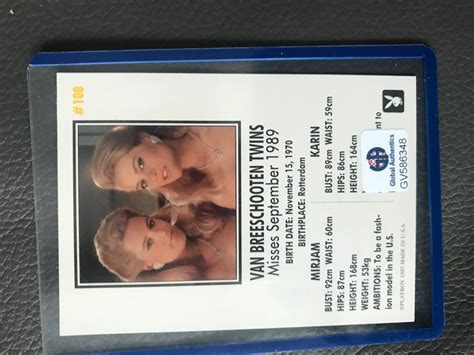 #108
VAN BREESCHOOTEN TWINS
Misses September 1989
BIRTH DATE: November 15, 1970
BIRTHPLACE: Rotterdam
MIRJAM
BUST: 92cm WAIST: 60cm
HIPS: 87cm
HEIGHT: 168cm
WEIGHT: 53kg
AMBITIONS: To be a fash-
ion model in the U.S.
KARIN
BUST: 89cm WAIST: 59cm
HIPS: 86cm
HEIGHT: 164cm
to
Global Authentics
GV586348
©PLAYBOY 1997 MADE IN U.S.A.